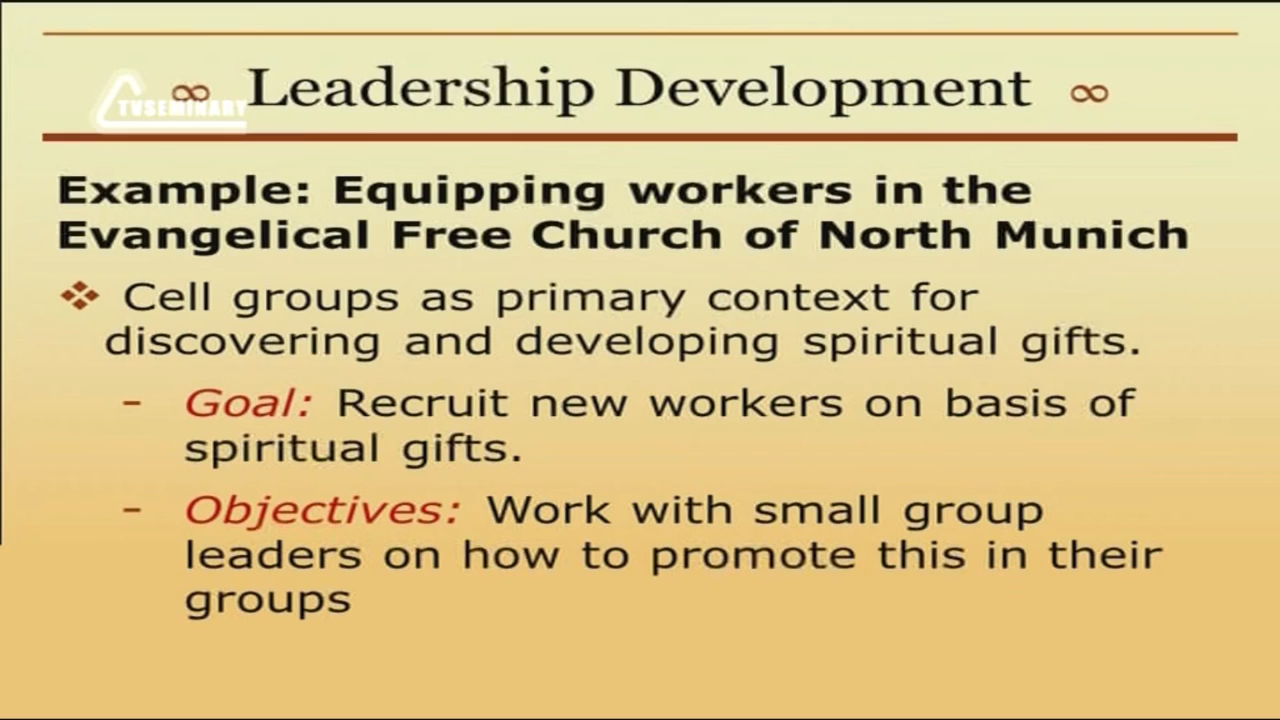 ∞ Leadership Development ∞
TVSEMINARY
Example: Equipping workers in the
Evangelical Free Church of North Munich
❖ Cell groups as primary context for
discovering and developing spiritual gifts.
- Goal: Recruit new workers on basis of
spiritual gifts.
- Objectives: Work with small group
leaders on how to promote this in their
groups